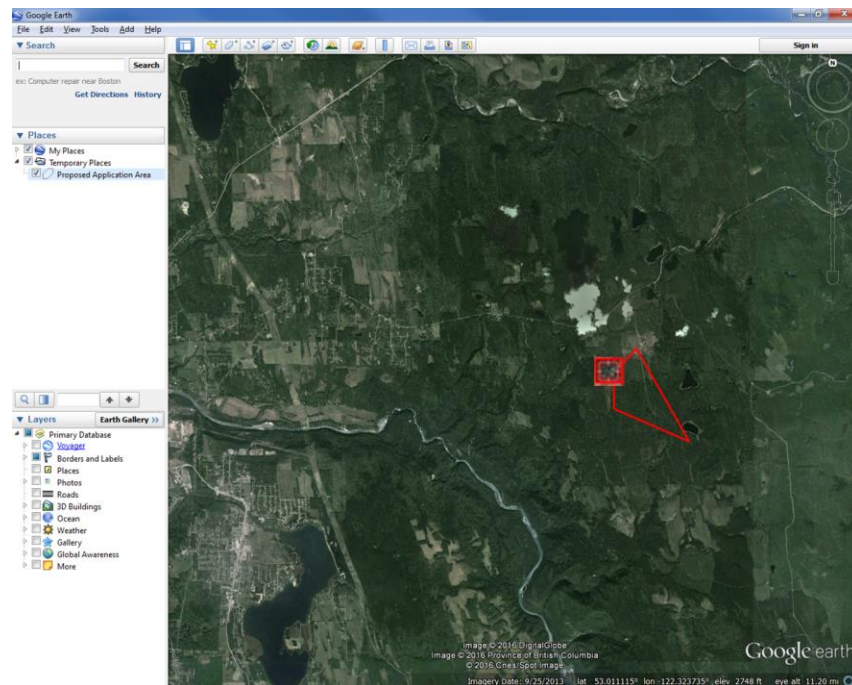 Google Earth
File Edit View Tools Add Help
Search
Search
ex: Computer repair near Boston
Get Directions History
Places
My Places
Temporary Places
Proposed Application Area
Layers
Earth Gallery »
Primary Database
Voyager
Borders and Labels
Places
Photos
Roads
3D Buildings
Ocean
Weather
Gallery
Global Awareness
More
Sign in
N
Image © 2016 DigitalGlobe
Image © 2016 Province of British Columbia
© 2016 Cnes/Spot Image
Google earth
Imagery Date: 9/25/2013 lat 53.011115° lon -122.323735° elev 2748 ft eye alt 11.20 mi